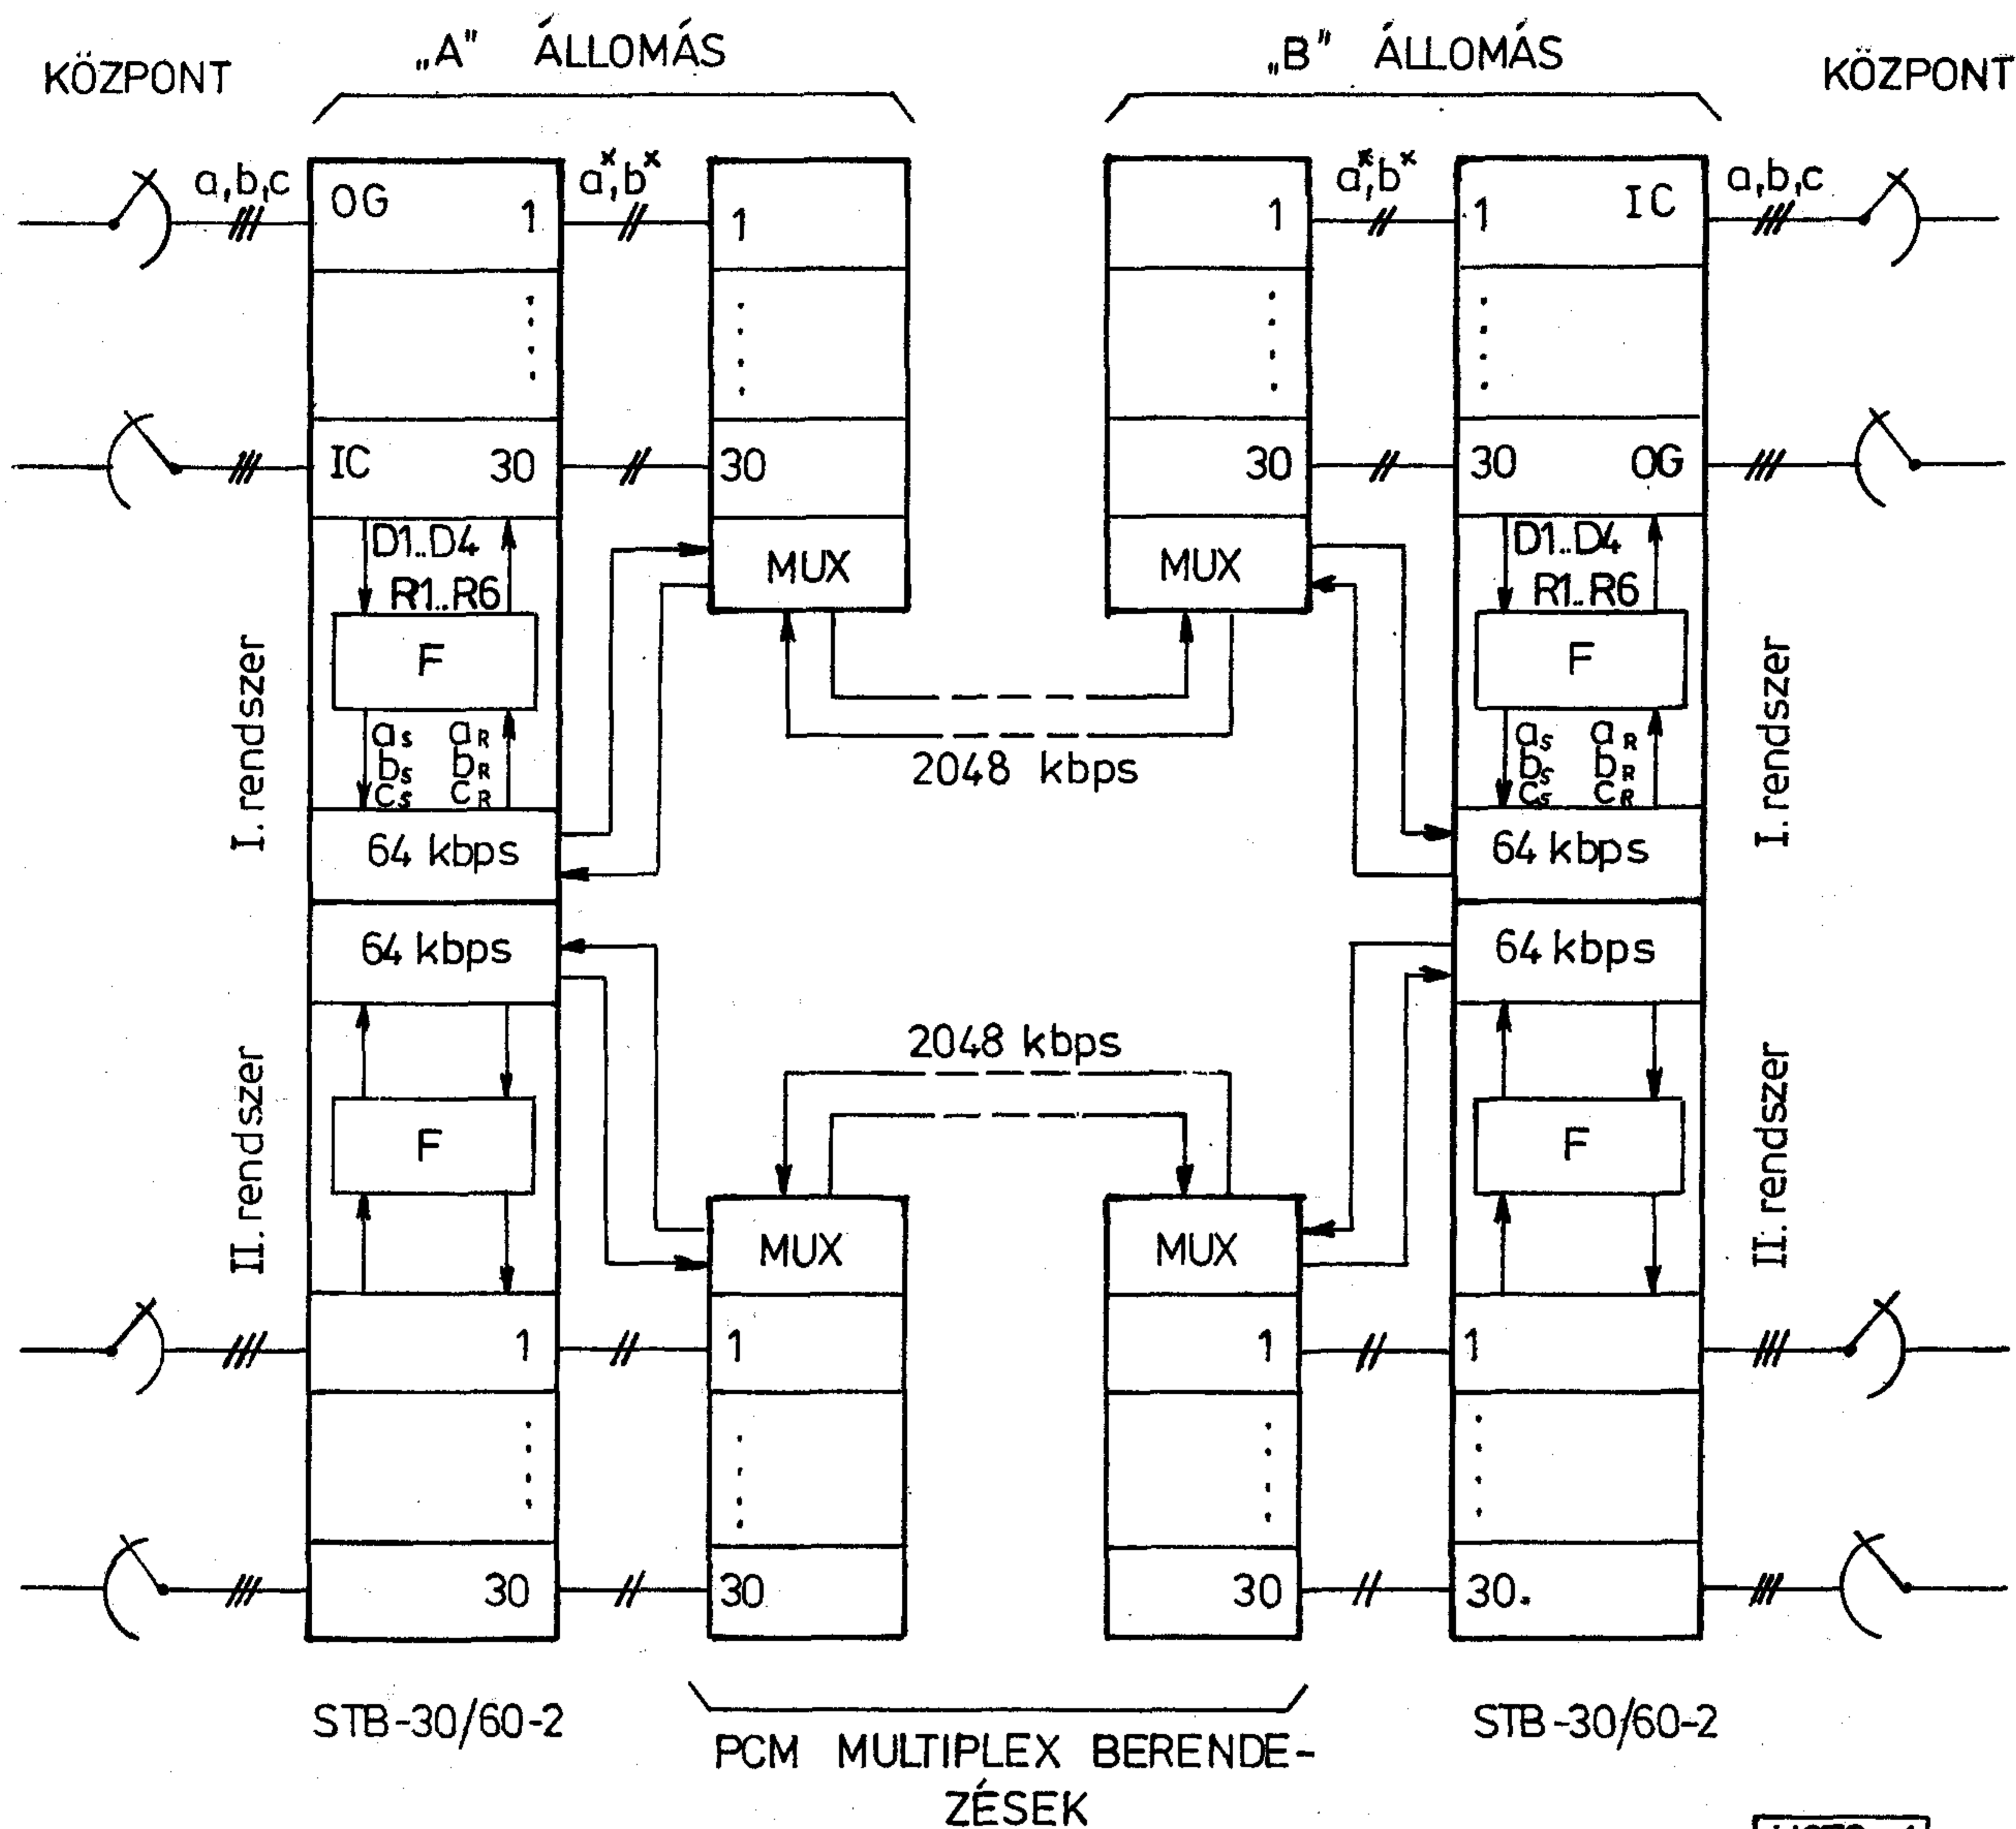 KÖZPONT
„A" ÁLLOMÁS
„B" ÁLLOMÁS
KÖZPONT
a,b,c
OG
1
a*,b*
1
1
a*,b*
1
IC
a,b,c
IC
30
30
30
30
OG
D1..D4
R1..R6
MUX
MUX
D1..D4
R1..R6
I. rendszer
F
F
I. rendszer
as aR
bs bR
cs cR
2048 kbps
as aR
bs bR
cs cR
64 kbps
64 kbps
64 kbps
64 kbps
2048 kbps
II. rendszer
F
F
II. rendszer
MUX
MUX
1
1
1
1
30
30
30
30.
STB-30/60-2
PCM MULTIPLEX BERENDE-
ZÉSEK
STB-30/60-2